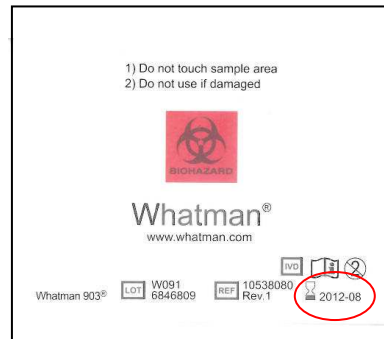 1) Do not touch sample area
2) Do not use if damaged
BIOHAZARD
Whatman®
www.whatman.com
IVD
2
Whatman 903® LOT W091 REF 10538080
6846809 Rev.1 2012-08